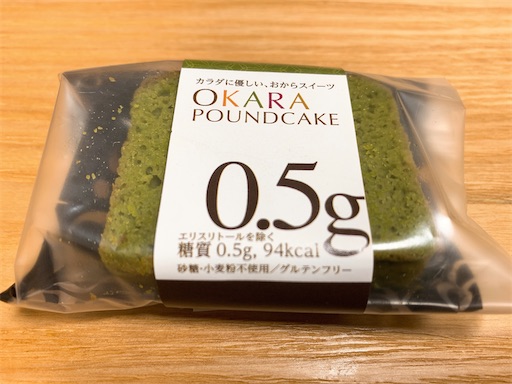 カラダに優しい、おからスイーツ
OKARA
POUNDCAKE
0.5g
エリスリトールを除く
糖質 0.5g, 94kcal
砂糖・小麦粉不使用／グルテンフリー